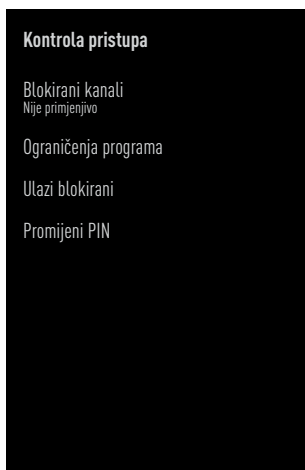 Kontrola pristupa
Blokirani kanali
Nije primjenjivo
Ograničenja programa
Ulazi blokirani
Promijeni PIN